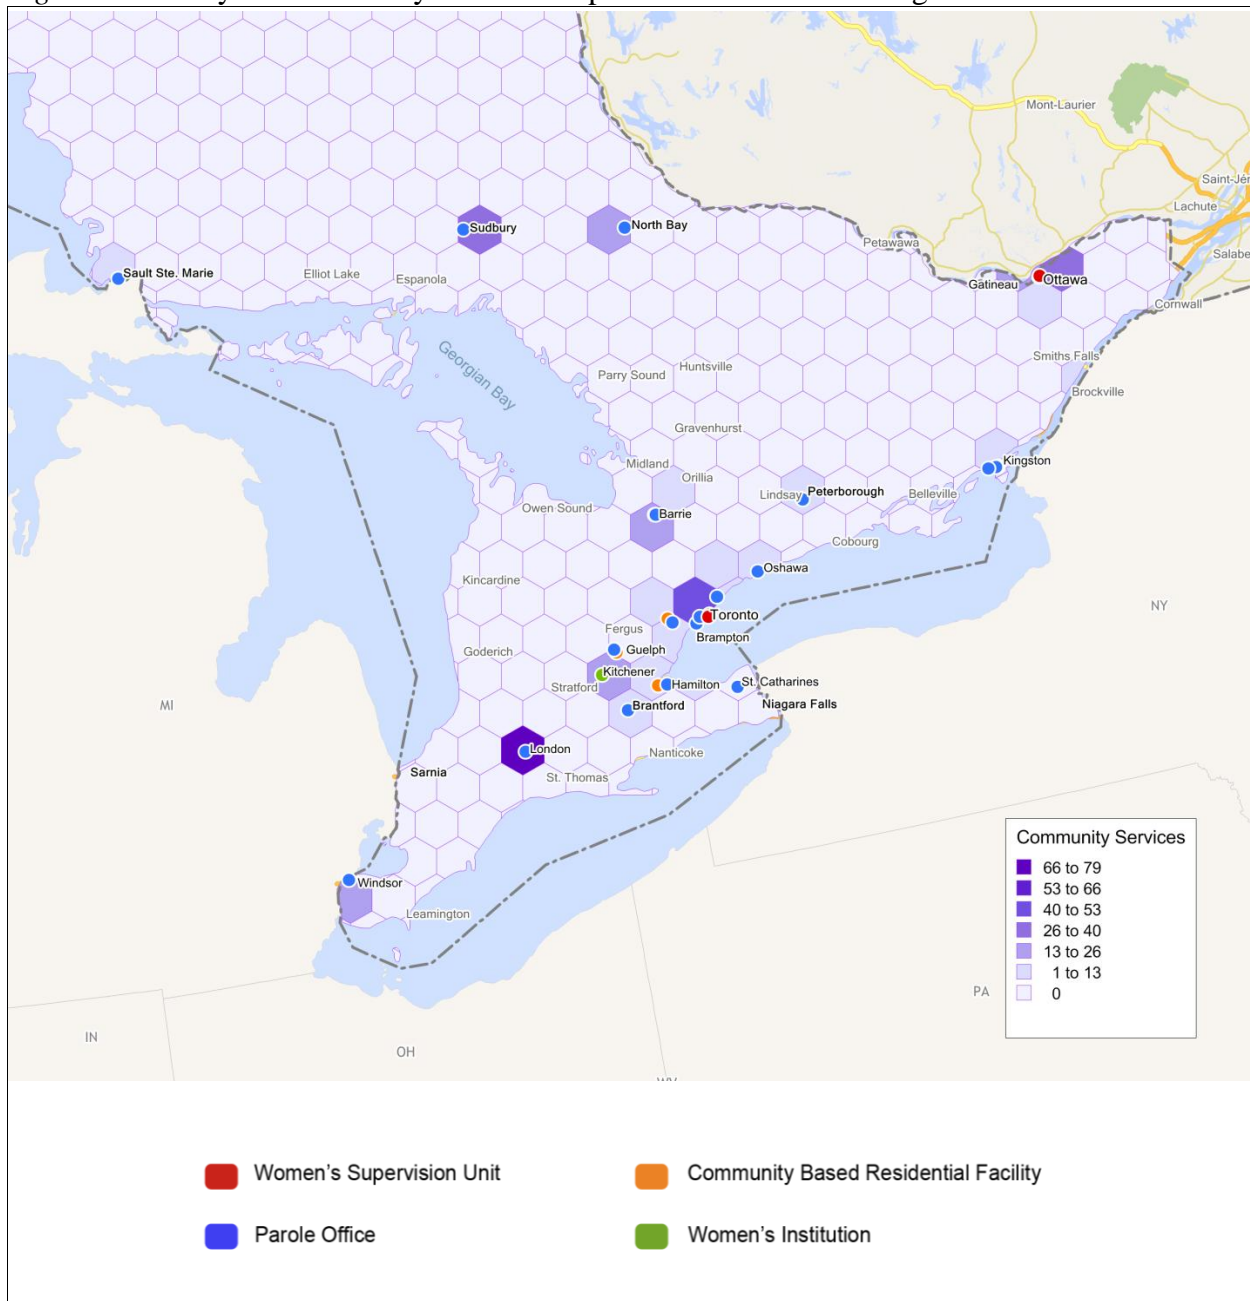 Mont-Laurier
Saint-Jér
Lachute
Sudbury
North Bay
Petawawa
Salabe
Sault Ste. Marie
Elliot Lake
Espanola
Gatineau
Ottawa
Cornwall
Georgian Bay
Smiths Falls
Parry Sound
Huntsville
Brockville
Gravenhurst
Midland
Orillia
Kingston
Lindsay
Peterborough
Belleville
Owen Sound
Barrie
Cobourg
Oshawa
Kincardine
NY
Toronto
Fergus
Brampton
Goderich
Guelph
Kitchener
Stratford
Hamilton
St. Catharines
MI
Brantford
Niagara Falls
London
Nanticoke
Sarnia
St. Thomas
Windsor
Leamington
Community Services
66 to 79
53 to 66
40 to 53
26 to 40
13 to 26
1 to 13
0
PA
IN
OH
Women's Supervision Unit
Community Based Residential Facility
Parole Office
Women's Institution